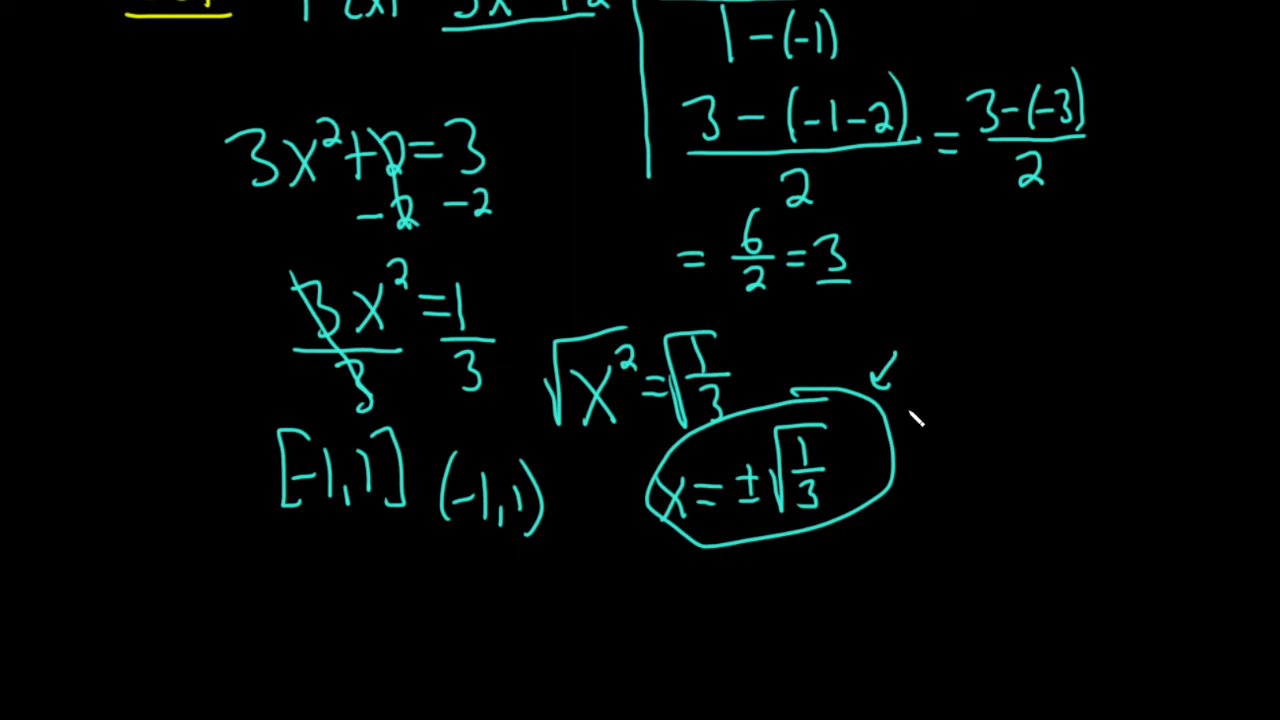 1 - (-1)
3x² + 2 = 3
- 2 - 2
3 - (-1 - 2) / 2 = 3 - (-3) / 2
= 6/2 = 3
3x² / 3 = 1/3
√x² = √1/3
[-1, 1] (-1, 1)
x = ± √1/3